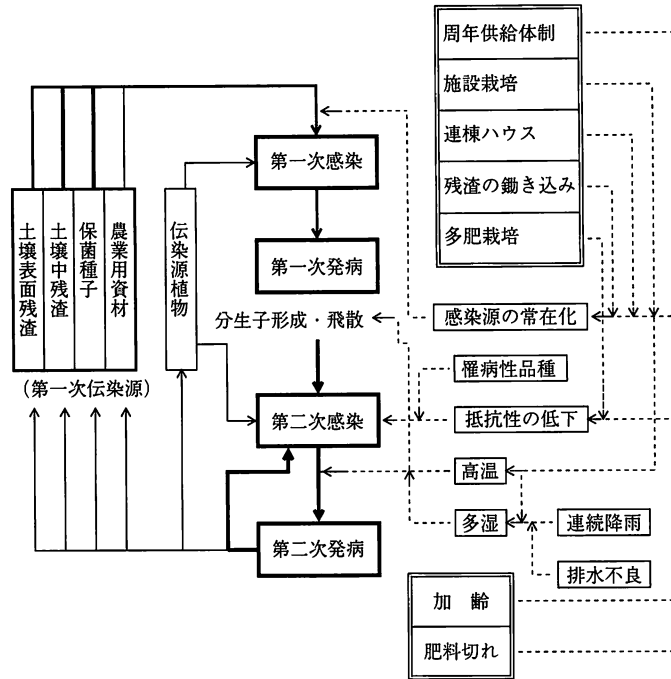 周年供給体制
施設栽培
連棟ハウス
残渣の鋤き込み
多肥栽培
第一次感染
土壌表面残渣
土壌中残渣
保菌種子
農業用資材
伝染源植物
第一次発病
分生子形成・飛散
感染源の常在化
罹病性品種
(第一次伝染源)
第二次感染
抵抗性の低下
高温
多湿
連続降雨
第二次発病
排水不良
加 齢
肥料切れ